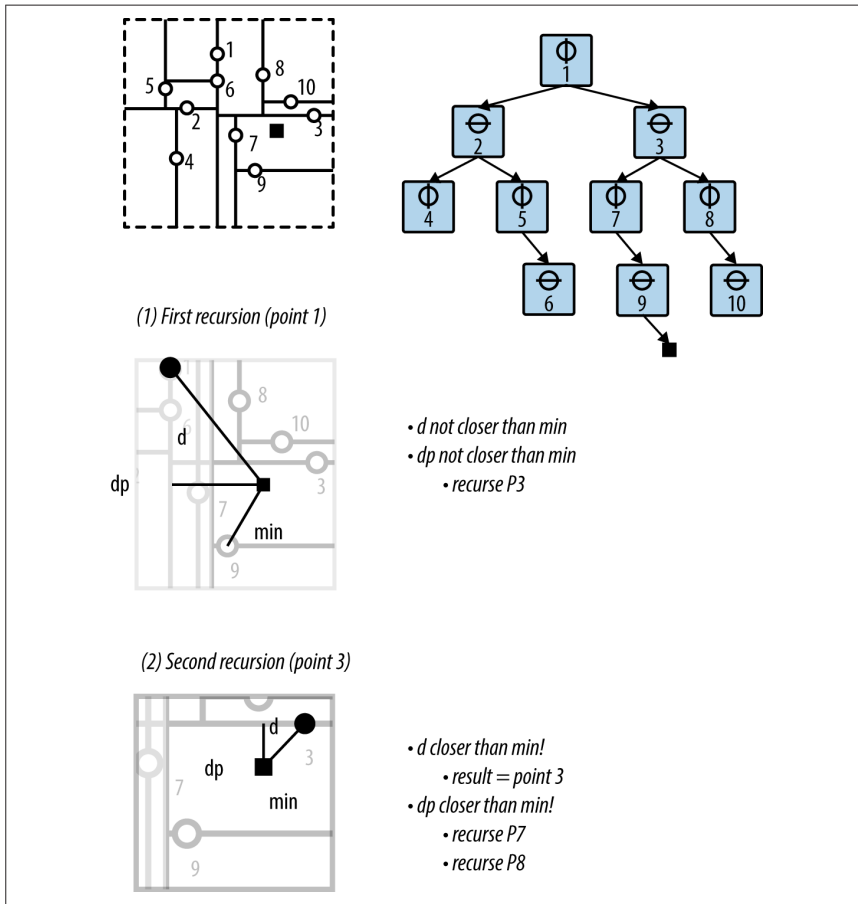 1
8
5
6
10
2
3
7
4
9
1
2
3
4
5
7
8
6
9
10
(1) First recursion (point 1)
1
8
6
d
10
dp
3
7
min
9
• d not closer than min
• dp not closer than min
• recurse P3
(2) Second recursion (point 3)
d
3
dp
7
min
9
• d closer than min!
• result = point 3
• dp closer than min!
• recurse P7
• recurse P8